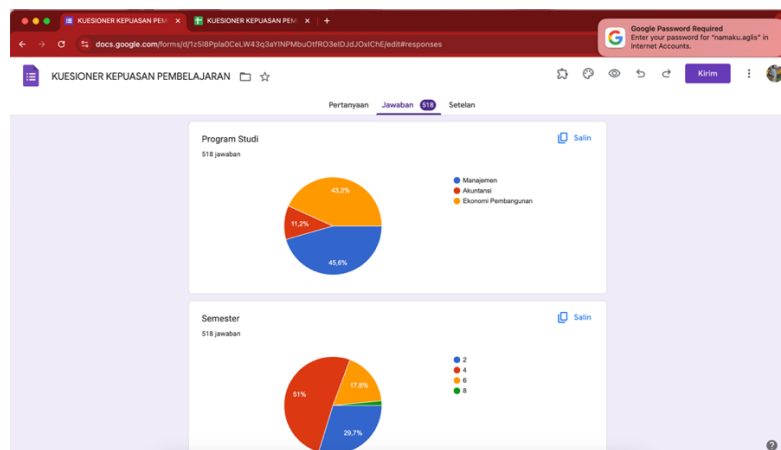 KUESIONER KEPUASAN PEM
KUESIONER KEPUASAN PEM
docs.google.com/forms/d/1z5I8Ppla0CeLW43q3aYINPMbuOtfRO3eIDJdJOxIChE/edit#responses
Google Password Required
Enter your password for "namaku.aglis" in
Internet Accounts.
KUESIONER KEPUASAN PEMBELAJARAN
Kirim
Pertanyaan Jawaban 518 Setelan
Program Studi
Salin
518 jawaban
43,2%
11,2%
45,6%
Manajemen
Akuntansi
Ekonomi Pembangunan
Semester
Salin
518 jawaban
51%
17,8%
29,7%
2
4
6
8